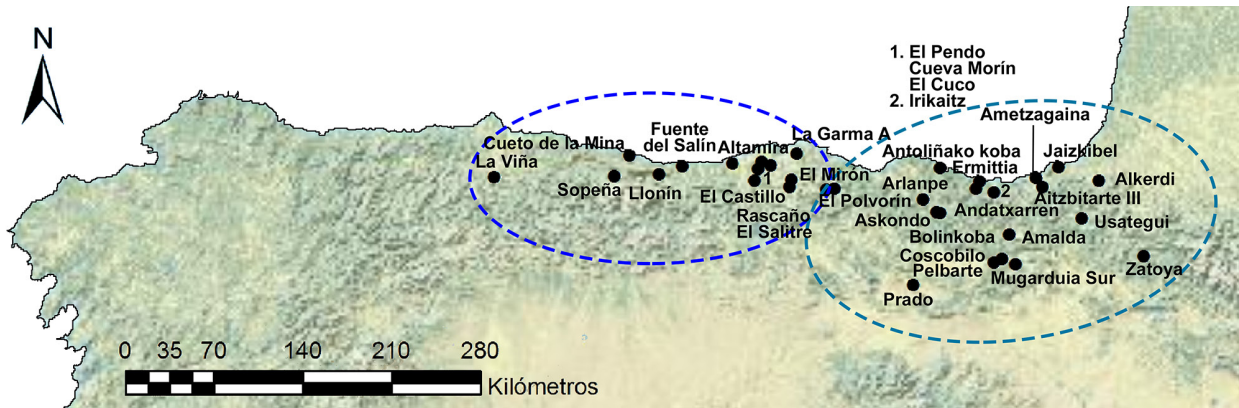 N
1. El Pendo
Cueva Morín
El Cuco
2. Irikaitz
Ametzagaina
Cueto de la Mina
Fuente
del Salín
Altamira
La Garma A
Antoliñako koba
Jaizkibel
Ermittia
La Viña
Sopeña
Llonín
El Castillo
1
El Mirón
Rascaño
El Salitre
El Polvorín
Arlanpe
Askondo
2
Andatxarren
Aitzbitarte III
Alkerdi
Usategui
Bolinkoba
Amalda
Coscobilo
Pelbarte
Mugarduia Sur
Zatoya
Prado
0 35 70 140 210 280
Kilómetros